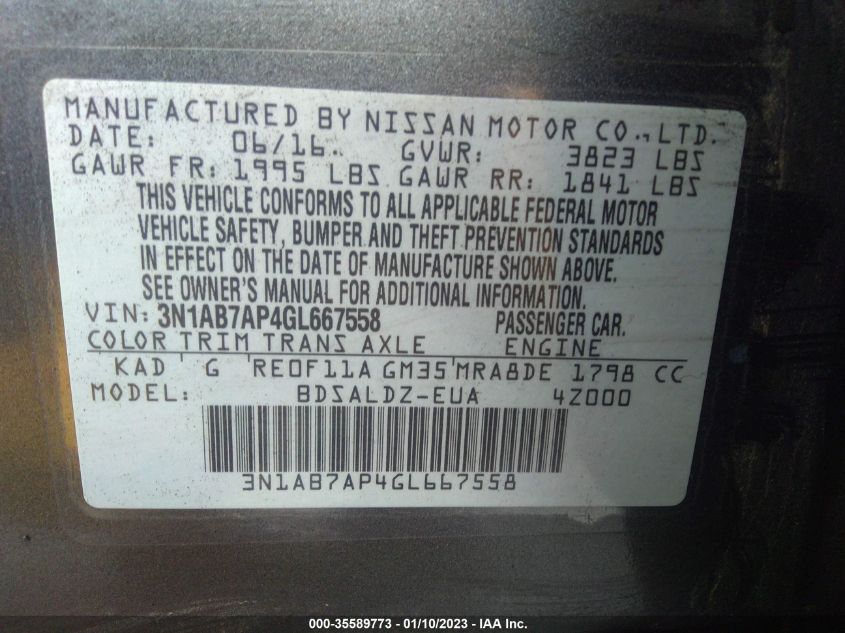 MANUFACTURED BY NISSAN MOTOR CO., LTD.
DATE: 06/16 GVWR: 3823 LBS
GAWR FR: 1995 LBS GAWR RR: 1841 LBS
THIS VEHICLE CONFORMS TO ALL APPLICABLE FEDERAL MOTOR
VEHICLE SAFETY, BUMPER AND THEFT PREVENTION STANDARDS
IN EFFECT ON THE DATE OF MANUFACTURE SHOWN ABOVE.
SEE OWNER'S MANUAL FOR ADDITIONAL INFORMATION.
VIN: 3N1AB7AP4GL667558 PASSENGER CAR.
COLOR TRIM TRANS AXLE ENGINE
KAD G RE0F11A GM35 MRA8DE 1798 CC
MODEL: BDSALDZ-EUA 4Z000
3N1AB7AP4GL667558
000-35589773 - 01/10/2023 - IAA Inc.